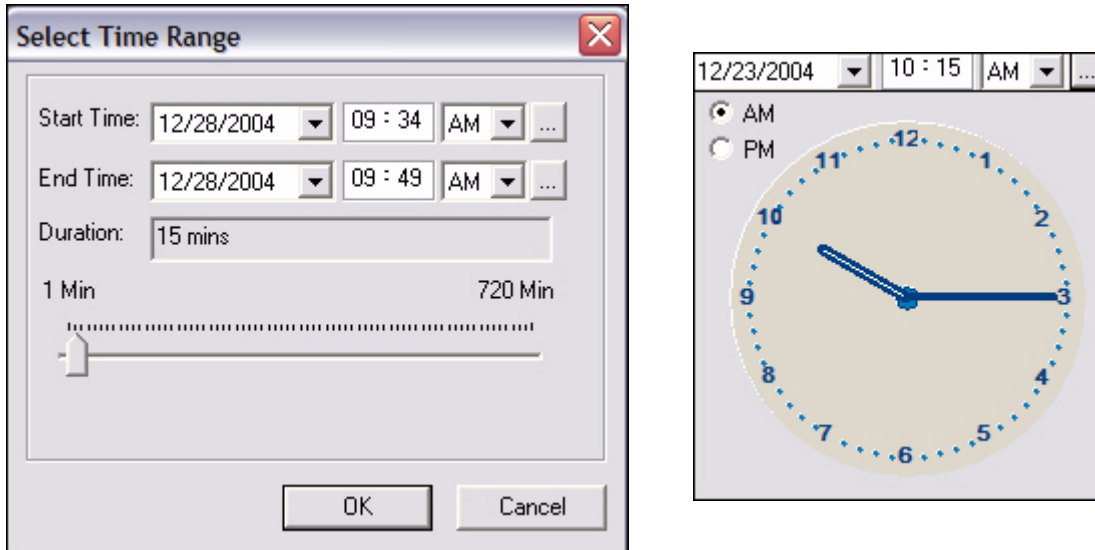 Select Time Range
Start Time: 12/28/2004 09 : 34 AM ...
End Time: 12/28/2004 09 : 49 AM ...
Duration: 15 mins
1 Min 720 Min
OK Cancel
12/23/2004 10 : 15 AM ...
AM
PM
12
11 1
10 2
9 3
8 4
7 5
6